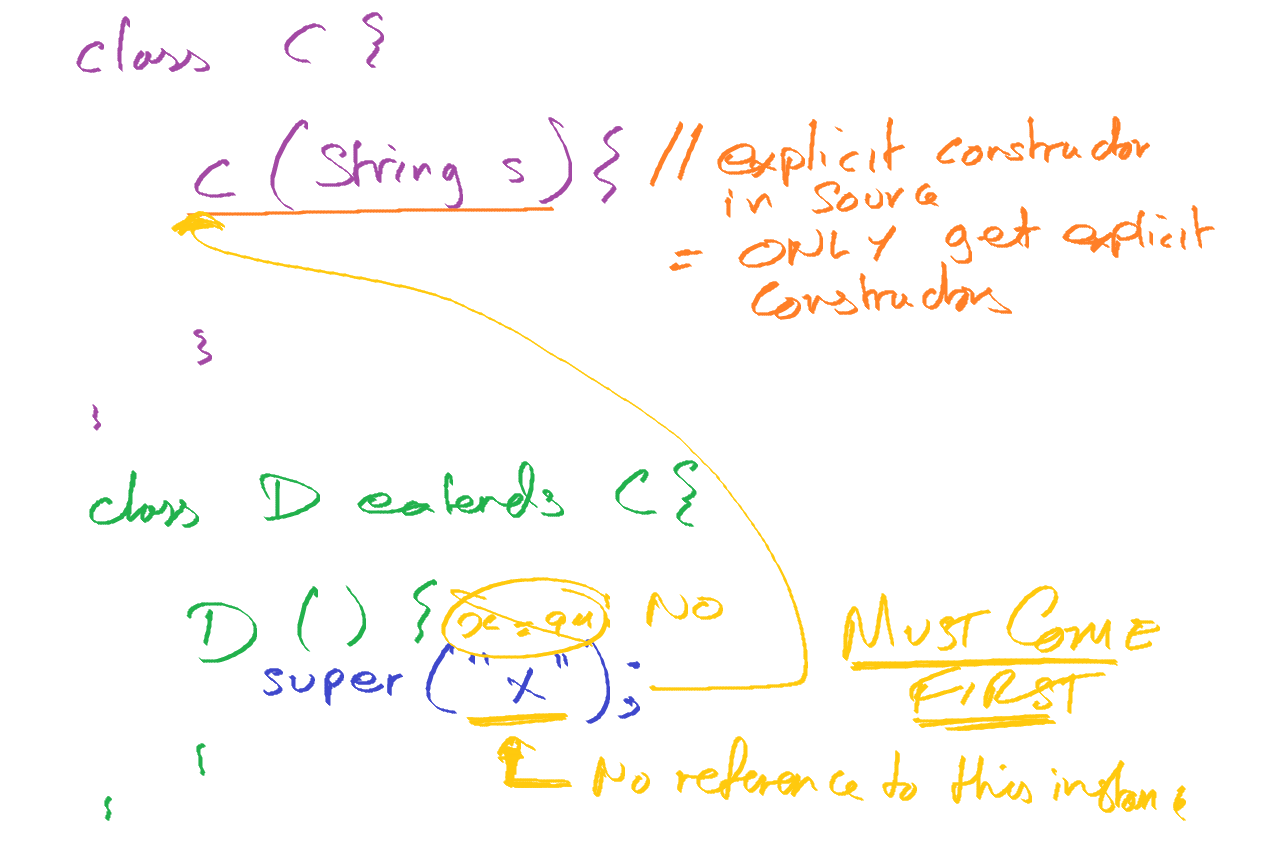 class C {
C (String s) { // explicit constructor
in source
= ONLY get explicit
constructors
}
}
class D extends C {
D () { x = 94 ; NO
super ("X");
MUST COME
FIRST
}
No reference to this instance
}